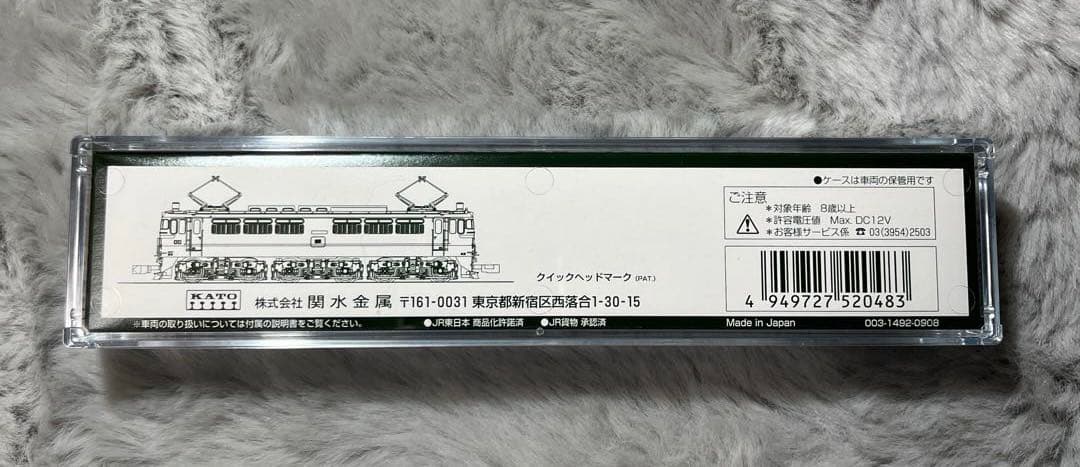 ●ケースは車両の保管用です
ご注意
＊対象年齢 8歳以上
＊許容電圧値 Max. DC12V
＊お客様サービス係 ☎ 03(3954)2503
クイックヘッドマーク (PAT.)
KATO 株式会社 関水金属 〒161-0031 東京都新宿区西落合1-30-15
4 949727 520483
※車両の取り扱いについては付属の説明書をご覧ください。 ●JR東日本 商品化許諾済 ●JR貨物 承認済 Made in Japan 003-1492-0908